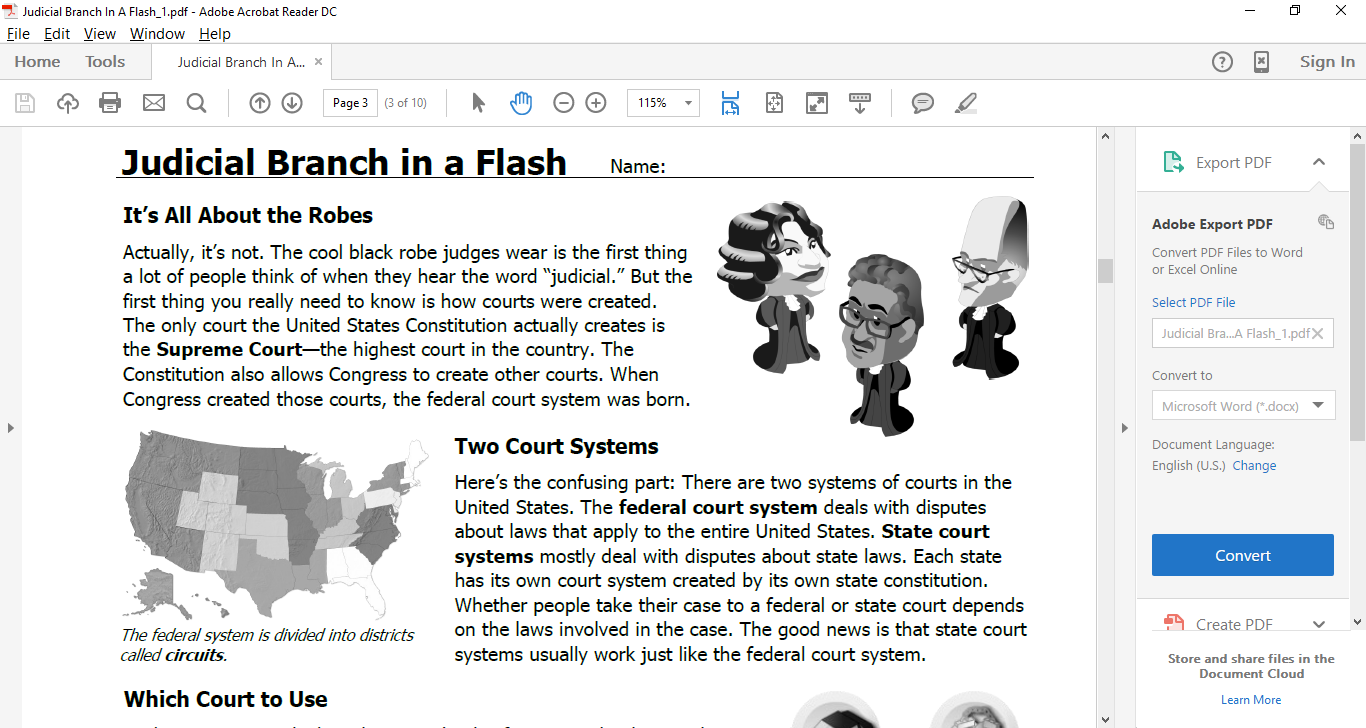 Judicial Branch In A Flash_1.pdf - Adobe Acrobat Reader DC
File Edit View Window Help
Home Tools Judicial Branch In A... × Sign In
Page 3 (3 of 10) 115%
Judicial Branch in a Flash Name:
It’s All About the Robes
Actually, it’s not. The cool black robe judges wear is the first thing
a lot of people think of when they hear the word “judicial.” But the
first thing you really need to know is how courts were created.
The only court the United States Constitution actually creates is
the Supreme Court—the highest court in the country. The
Constitution also allows Congress to create other courts. When
Congress created those courts, the federal court system was born.
The federal system is divided into districts
called circuits.
Two Court Systems
Here’s the confusing part: There are two systems of courts in the
United States. The federal court system deals with disputes
about laws that apply to the entire United States. State court
systems mostly deal with disputes about state laws. Each state
has its own court system created by its own state constitution.
Whether people take their case to a federal or state court depends
on the laws involved in the case. The good news is that state court
systems usually work just like the federal court system.
Which Court to Use
Export PDF
Adobe Export PDF
Convert PDF Files to Word
or Excel Online
Select PDF File
Judicial Bra...A Flash_1.pdf
Convert to
Microsoft Word (*.docx)
Document Language:
English (U.S.) Change
Convert
Create PDF
Store and share files in the
Document Cloud
Learn More